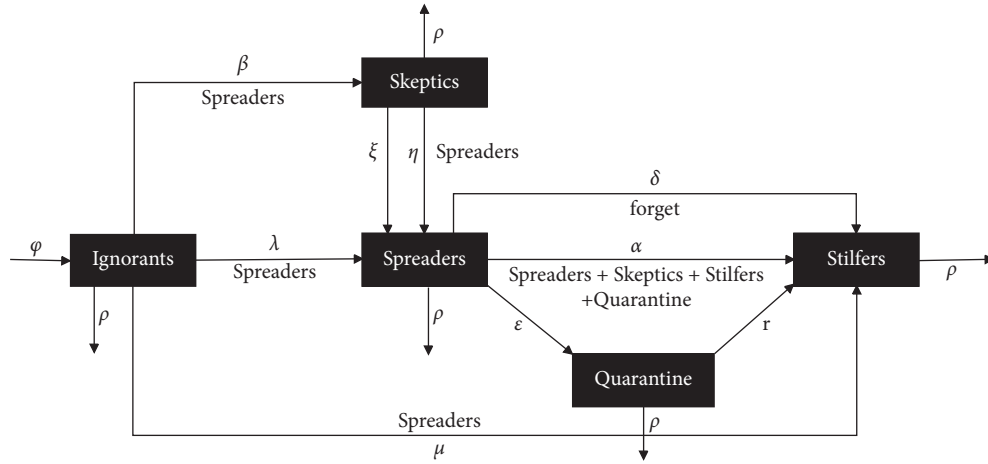 ρ
Skeptics
β
Spreaders
ξ
η
Spreaders
δ
forget
φ
Ignorants
λ
Spreaders
Spreaders
α
Spreaders + Skeptics + Stilfers
+Quarantine
Stilfers
ρ
ρ
ρ
ε
r
Quarantine
ρ
Spreaders
μ